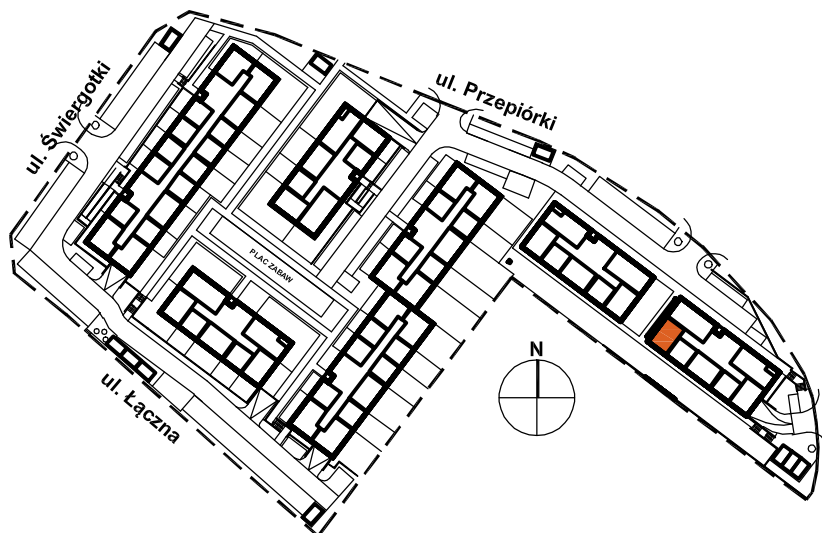 ul. Świergotki
ul. Przepiórki
PLAC ZABAW
N
ul. Łączna